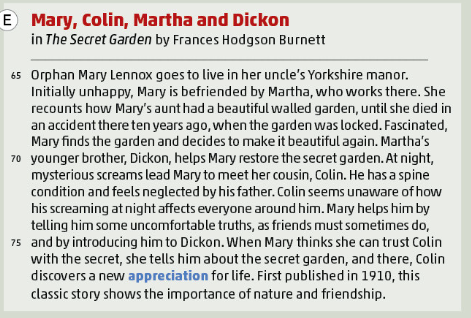 E Mary, Colin, Martha and Dickon
in The Secret Garden by Frances Hodgson Burnett
65 Orphan Mary Lennox goes to live in her uncle's Yorkshire manor.
Initially unhappy, Mary is befriended by Martha, who works there. She
recounts how Mary's aunt had a beautiful walled garden, until she died in
an accident there ten years ago, when the garden was locked. Fascinated,
Mary finds the garden and decides to make it beautiful again. Martha's
70 younger brother, Dickon, helps Mary restore the secret garden. At night,
mysterious screams lead Mary to meet her cousin, Colin. He has a spine
condition and feels neglected by his father. Colin seems unaware of how
his screaming at night affects everyone around him. Mary helps him by
telling him some uncomfortable truths, as friends must sometimes do,
75 and by introducing him to Dickon. When Mary thinks she can trust Colin
with the secret, she tells him about the secret garden, and there, Colin
discovers a new appreciation for life. First published in 1910, this
classic story shows the importance of nature and friendship.